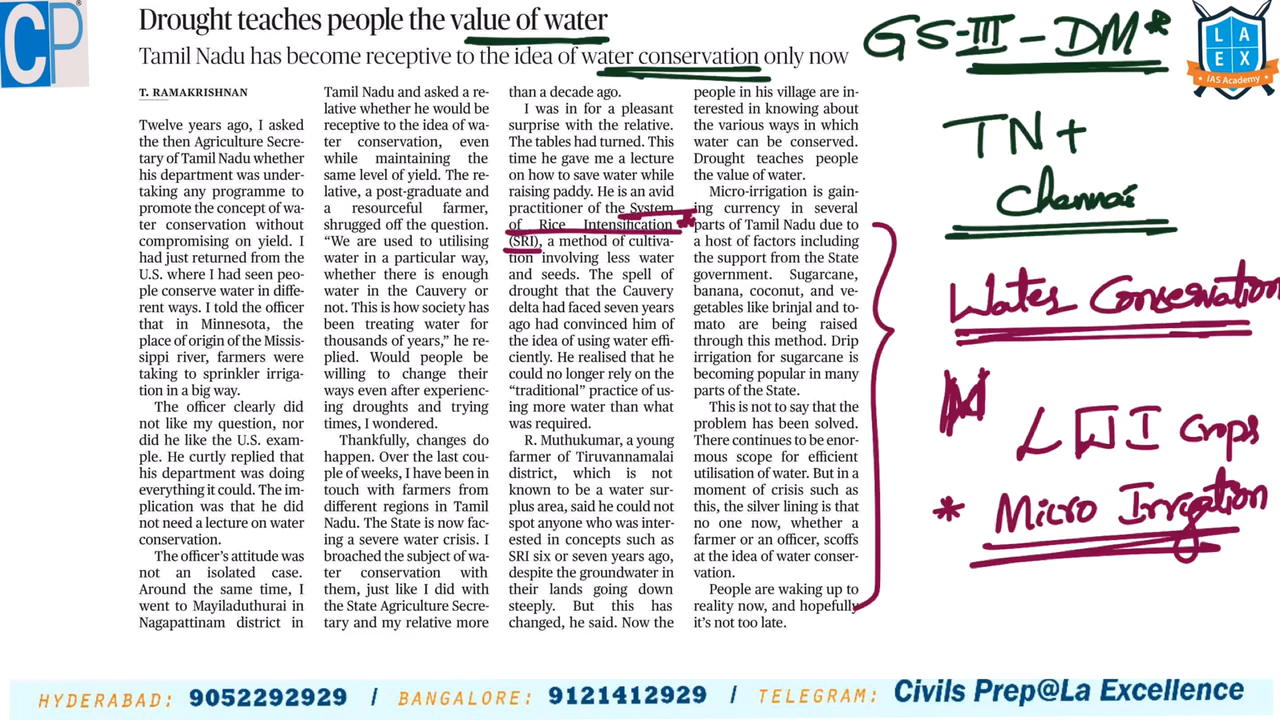 CP
Drought teaches people the value of water
Tamil Nadu has become receptive to the idea of water conservation only now
T. RAMAKRISHNAN
Twelve years ago, I asked
the then Agriculture Secre-
tary of Tamil Nadu whether
his department was under-
taking any programme to
promote the concept of wa-
ter conservation without
compromising on yield. I
had just returned from the
U.S. where I had seen peo-
ple conserve water in diffe-
rent ways. I told the officer
that in Minnesota, the
place of origin of the Missis-
sippi river, farmers were
taking to sprinkler irriga-
tion in a big way.
The officer clearly did
not like my question, nor
did he like the U.S. exam-
ple. He curtly replied that
his department was doing
everything it could. The im-
plication was that he did
not need a lecture on water
conservation.
The officer's attitude was
not an isolated case.
Around the same time, I
went to Mayiladuthurai in
Nagapattinam district in
Tamil Nadu and asked a re-
lative whether he would be
receptive to the idea of wa-
ter conservation, even
while maintaining the
same level of yield. The re-
lative, a post-graduate and
a resourceful farmer,
shrugged off the question.
“We are used to utilising
water in a particular way,
whether there is enough
water in the Cauvery or
not. This is how society has
been treating water for
thousands of years,” he re-
plied. Would people be
willing to change their
ways even after experienc-
ing droughts and trying
times, I wondered.
Thankfully, changes do
happen. Over the last cou-
ple of weeks, I have been in
touch with farmers from
different regions in Tamil
Nadu. The State is now fac-
ing a severe water crisis. I
broached the subject of wa-
ter conservation with
them, just like I did with
the State Agriculture Secre-
tary and my relative more
than a decade ago.
I was in for a pleasant
surprise with the relative.
The tables had turned. This
time he gave me a lecture
on how to save water while
raising paddy. He is an avid
practitioner of the System
of Rice Intensification
(SRI), a method of cultiva-
tion involving less water
and seeds. The spell of
drought that the Cauvery
delta had faced seven years
ago had convinced him of
the idea of using water effi-
ciently. He realised that he
could no longer rely on the
“traditional” practice of us-
ing more water than what
was required.
R. Muthukumar, a young
farmer of Tiruvannamalai
district, which is not
known to be a water sur-
plus area, said he could not
spot anyone who was inter-
ested in concepts such as
SRI six or seven years ago,
despite the groundwater in
their lands going down
steeply. But this has
changed, he said. Now the
people in his village are in-
terested in knowing about
the various ways in which
water can be conserved.
Drought teaches people
the value of water.
Micro-irrigation is gain-
ing currency in several
parts of Tamil Nadu due to
a host of factors including
the support from the State
government. Sugarcane,
banana, coconut, and ve-
getables like brinjal and to-
mato are being raised
through this method. Drip
irrigation for sugarcane is
becoming popular in many
parts of the State.
This is not to say that the
problem has been solved.
There continues to be enor-
mous scope for efficient
utilisation of water. But in a
moment of crisis such as
this, the silver lining is that
no one now, whether a
farmer or an officer, scoffs
at the idea of water conser-
vation.
People are waking up to
reality now, and hopefully
it's not too late.
GS-III-DM*
TN+
Chennai
Water Conservation
LWI Crops
* Micro Irrigation
LA
EX
IAS Academy
HYDERABAD: 9052292929 / BANGALORE: 9121412929 / TELEGRAM: Civils Prep@La Excellence